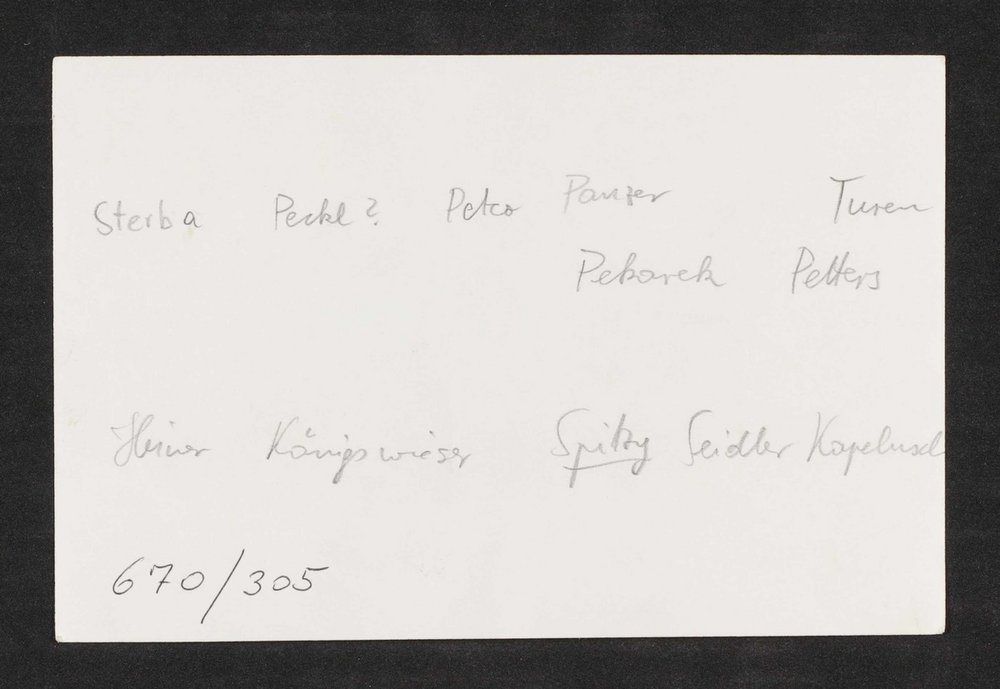 Sterba Peckl? Petco Panzer Turen
Pekarek Petters
Heiner Königswieser Spitzy Seidler Kapelusch
670/305